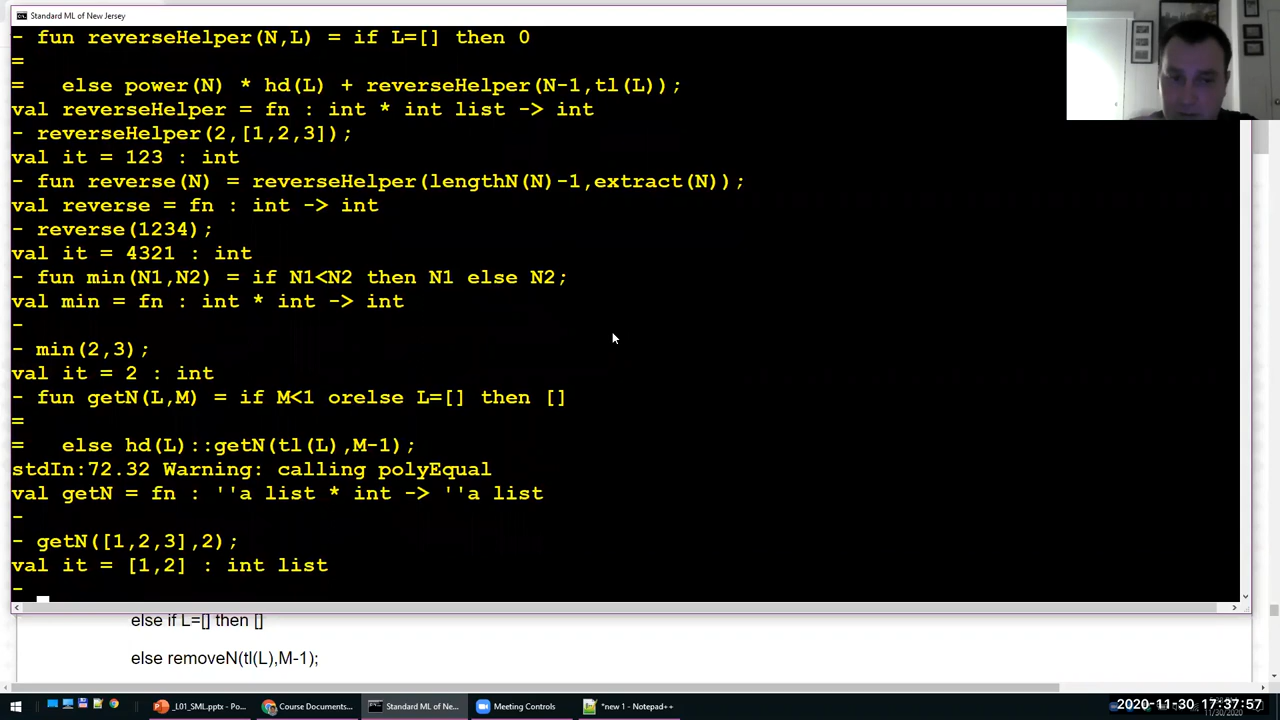 Standard ML of New Jersey
- fun reverseHelper(N,L) = if L=[] then 0
=
=   else power(N) * hd(L) + reverseHelper(N-1,tl(L));
val reverseHelper = fn : int * int list -> int
- reverseHelper(2,[1,2,3]);
val it = 123 : int
- fun reverse(N) = reverseHelper(lengthN(N)-1,extract(N));
val reverse = fn : int -> int
- reverse(1234);
val it = 4321 : int
- fun min(N1,N2) = if N1<N2 then N1 else N2;
val min = fn : int * int -> int
-
- min(2,3);
val it = 2 : int
- fun getN(L,M) = if M<1 orelse L=[] then []
=
=   else hd(L)::getN(tl(L),M-1);
stdIn:72.32 Warning: calling polyEqual
val getN = fn : ''a list * int -> ''a list
-
- getN([1,2,3],2);
val it = [1,2] : int list
-
else if L=[] then []
else removeN(tl(L),M-1);
_L01_SML.pptx - Po...
Course Documents...
Standard ML of New...
Meeting Controls
*new 1 - Notepad++
2020-11-30 17:37:57